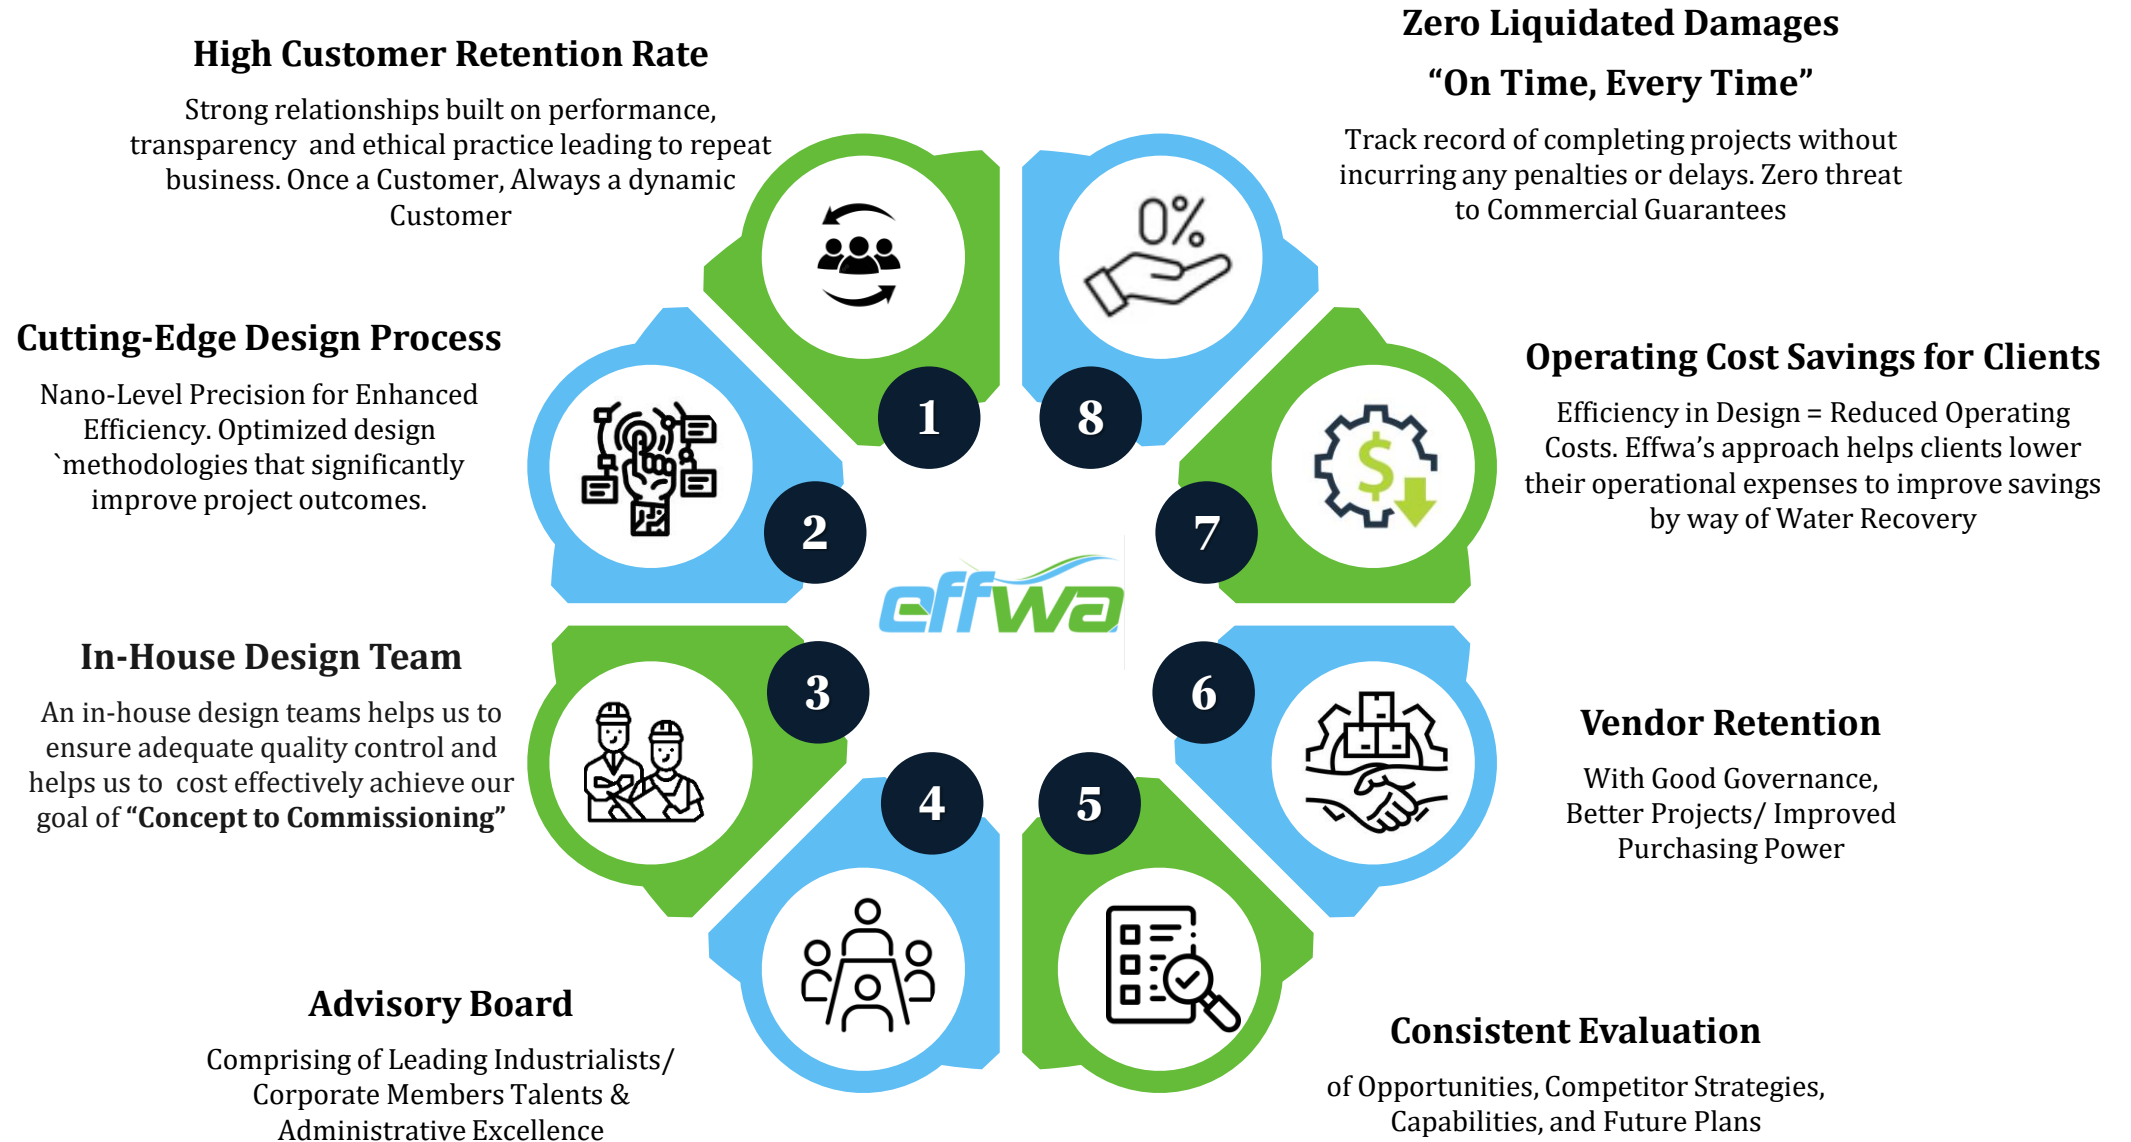 High Customer Retention Rate
Strong relationships built on performance,
transparency and ethical practice leading to repeat
business. Once a Customer, Always a dynamic
Customer
1
Cutting-Edge Design Process
Nano-Level Precision for Enhanced
Efficiency. Optimized design
`methodologies that significantly
improve project outcomes.
2
In-House Design Team
An in-house design teams helps us to
ensure adequate quality control and
helps us to cost effectively achieve our
goal of “Concept to Commissioning”
3
Advisory Board
Comprising of Leading Industrialists/
Corporate Members Talents &
Administrative Excellence
4
effwa
Zero Liquidated Damages
“On Time, Every Time”
Track record of completing projects without
incurring any penalties or delays. Zero threat
to Commercial Guarantees
0%
8
Operating Cost Savings for Clients
Efficiency in Design = Reduced Operating
Costs. Effwa’s approach helps clients lower
their operational expenses to improve savings
by way of Water Recovery
$
7
Vendor Retention
With Good Governance,
Better Projects/ Improved
Purchasing Power
6
Consistent Evaluation
of Opportunities, Competitor Strategies,
Capabilities, and Future Plans
5